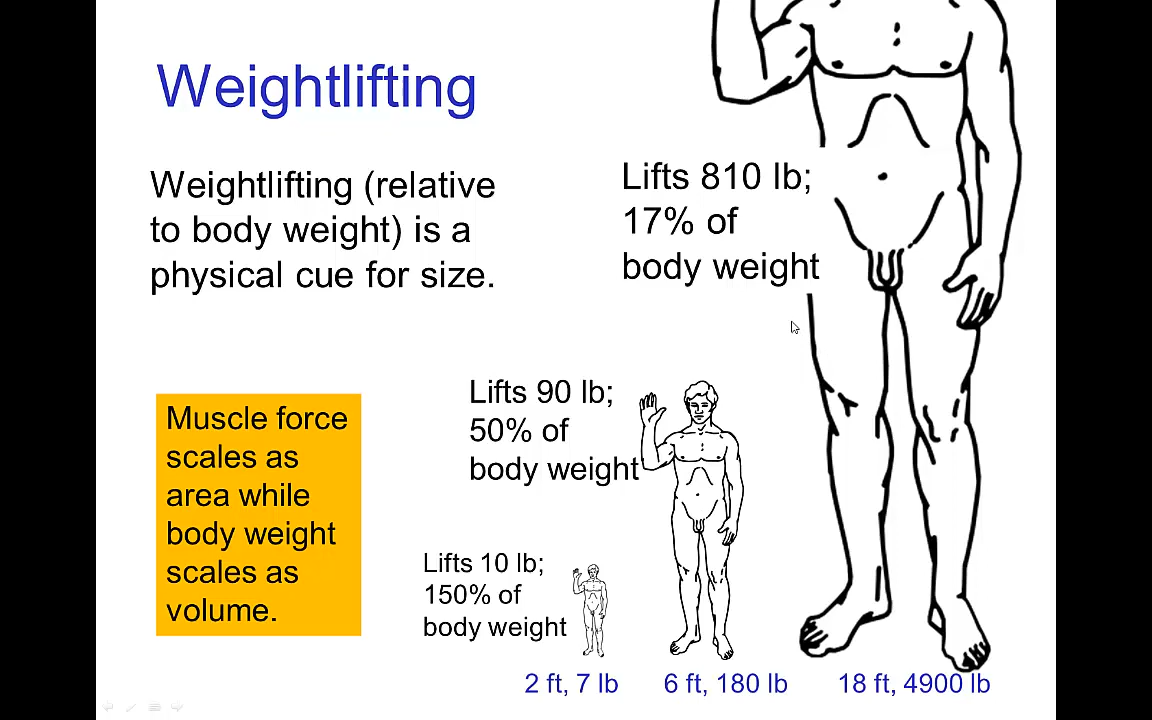 Weightlifting
Weightlifting (relative
to body weight) is a
physical cue for size.
Lifts 810 lb;
17% of
body weight
Lifts 90 lb;
50% of
body weight
Muscle force
scales as
area while
body weight
scales as
volume.
Lifts 10 lb;
150% of
body weight
2 ft, 7 lb
6 ft, 180 lb
18 ft, 4900 lb